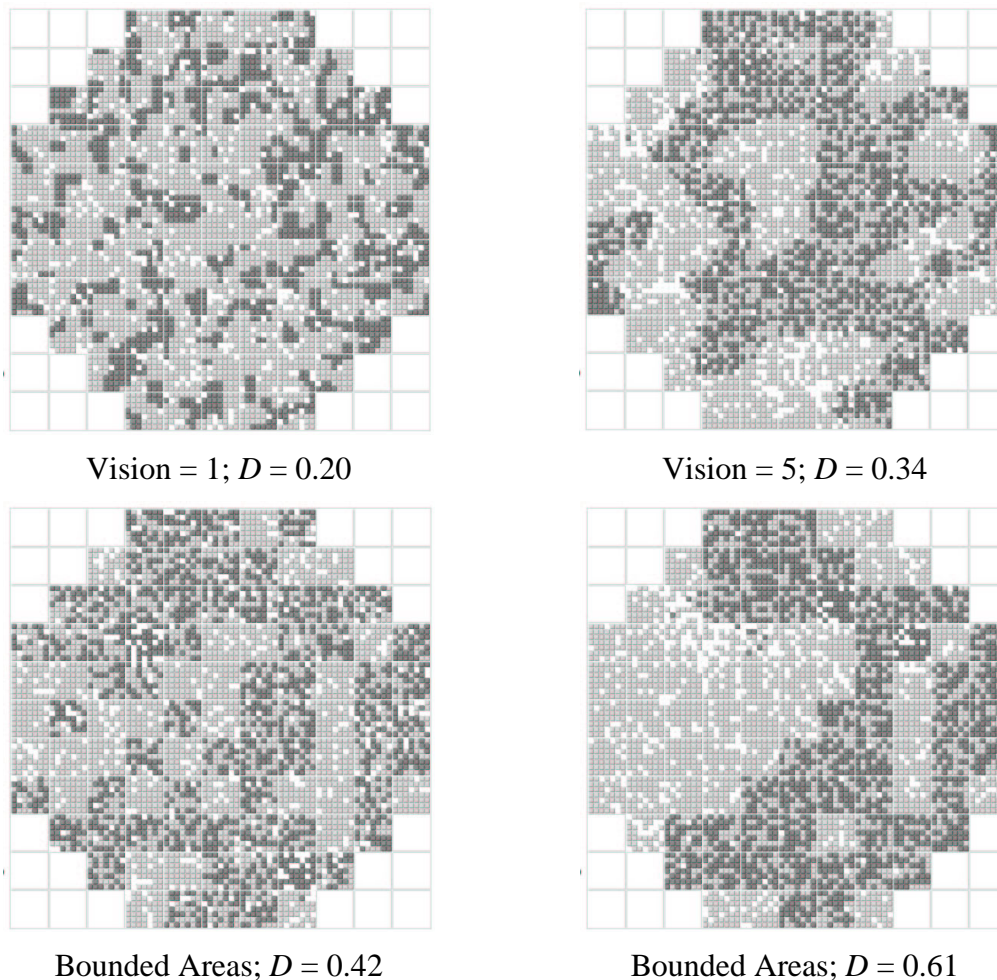 Vision = 1; D = 0.20
Vision = 5; D = 0.34
Bounded Areas; D = 0.42
Bounded Areas; D = 0.61